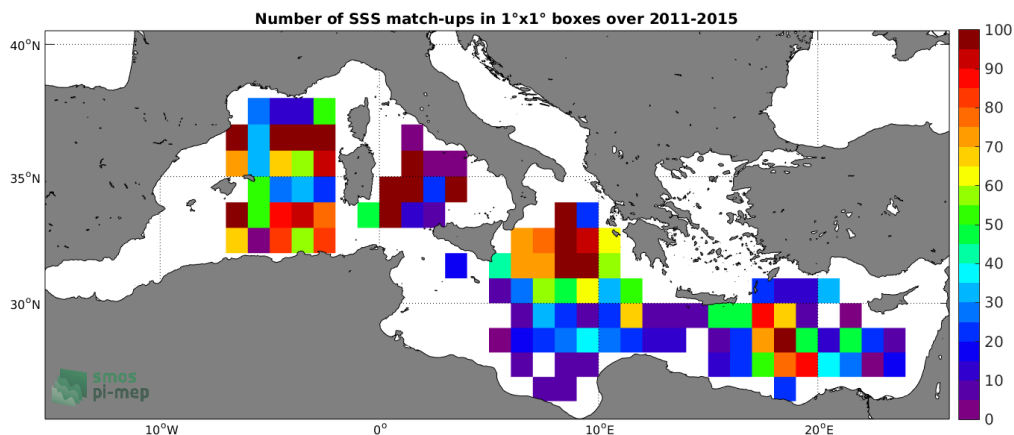 Number of SSS match-ups in 1°x1° boxes over 2011-2015
40°N
35°N
30°N
10°W
0°
10°E
20°E
100
90
80
70
60
50
40
30
20
10
0
smos
pi-mep